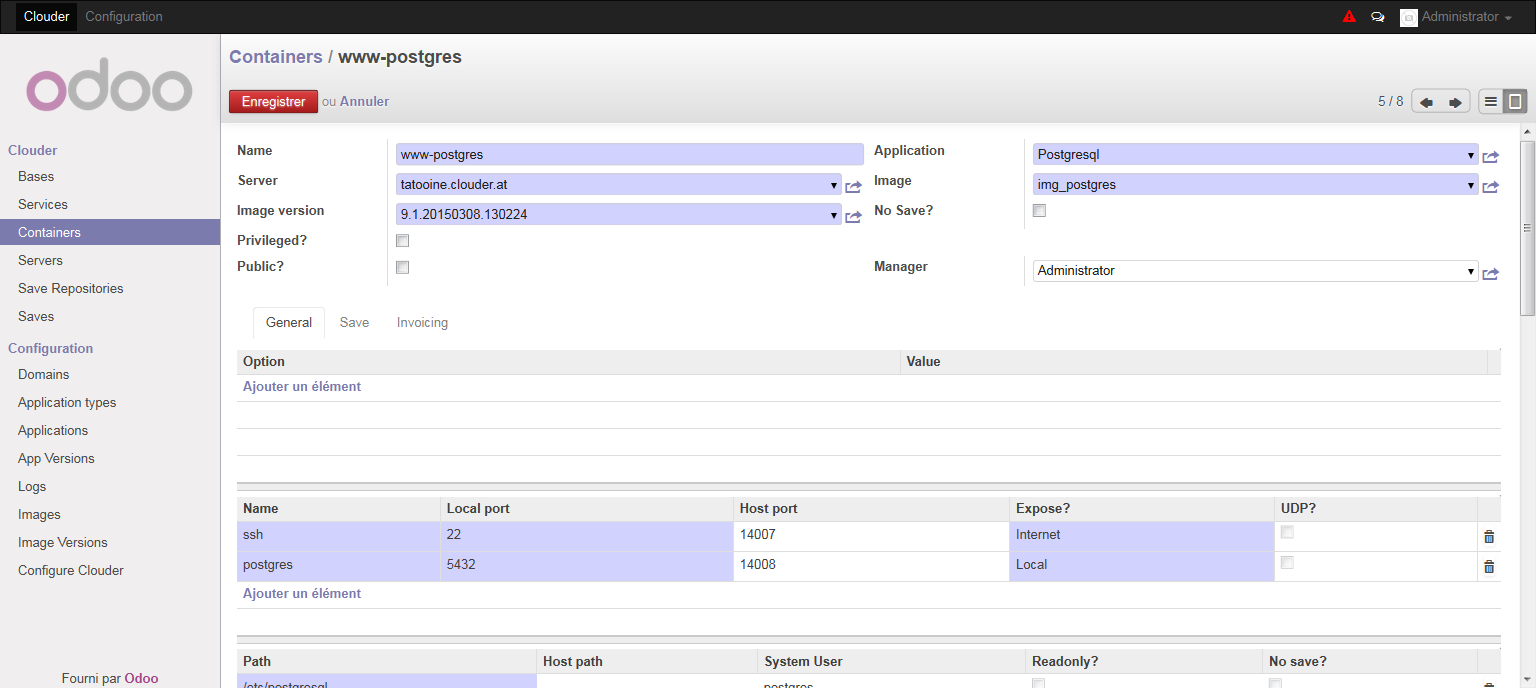 Clouder Configuration Administrator
odoo
Clouder
Bases
Services
Containers
Servers
Save Repositories
Saves
Configuration
Domains
Application types
Applications
App Versions
Logs
Images
Image Versions
Configure Clouder
Fourni par Odoo
Containers / www-postgres
Enregistrer ou Annuler 5 / 8
Name www-postgres Application Postgresql
Server tatooine.clouder.at Image img_postgres
Image version 9.1.20150308.130224 No Save?
Privileged?
Public? Manager Administrator
General Save Invoicing
Option Value
Ajouter un élément
Name Local port Host port Expose? UDP?
ssh 22 14007 Internet
postgres 5432 14008 Local
Ajouter un élément
Path Host path System User Readonly? No save?
/etc/postgresql postgres